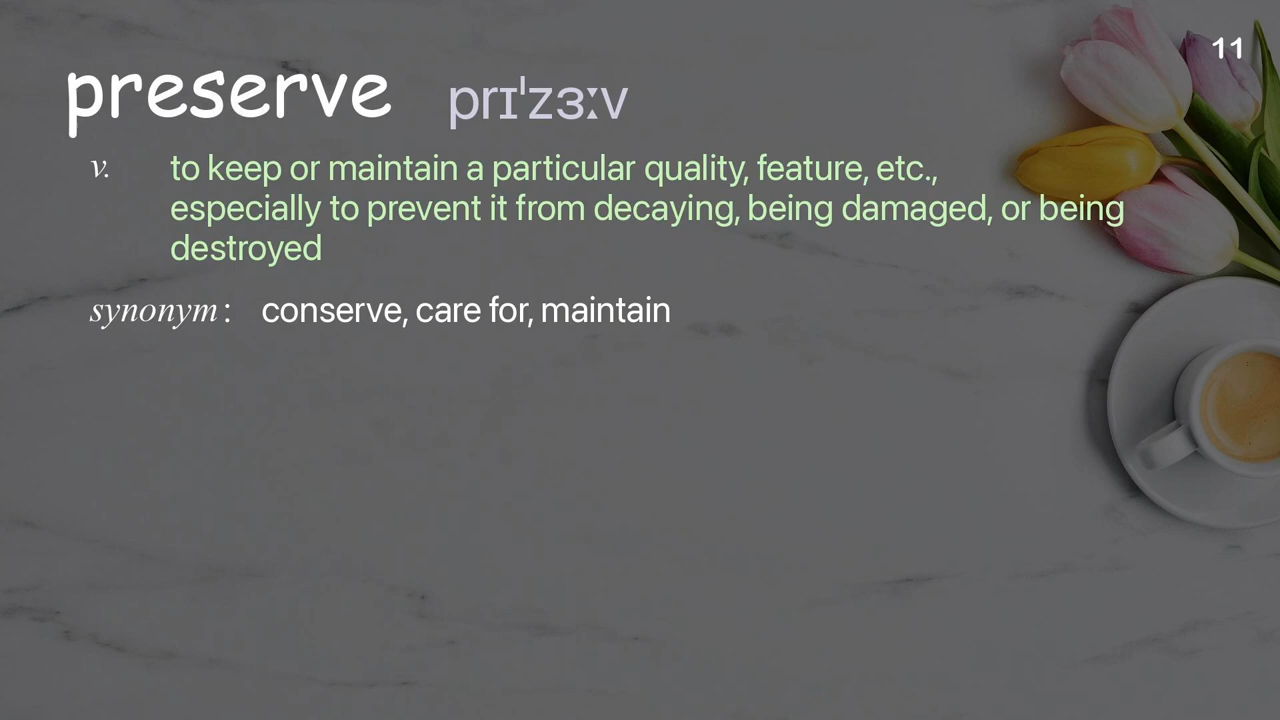 11
preserve prɪˈzɜːv
v. to keep or maintain a particular quality, feature, etc.,
especially to prevent it from decaying, being damaged, or being
destroyed
synonym: conserve, care for, maintain